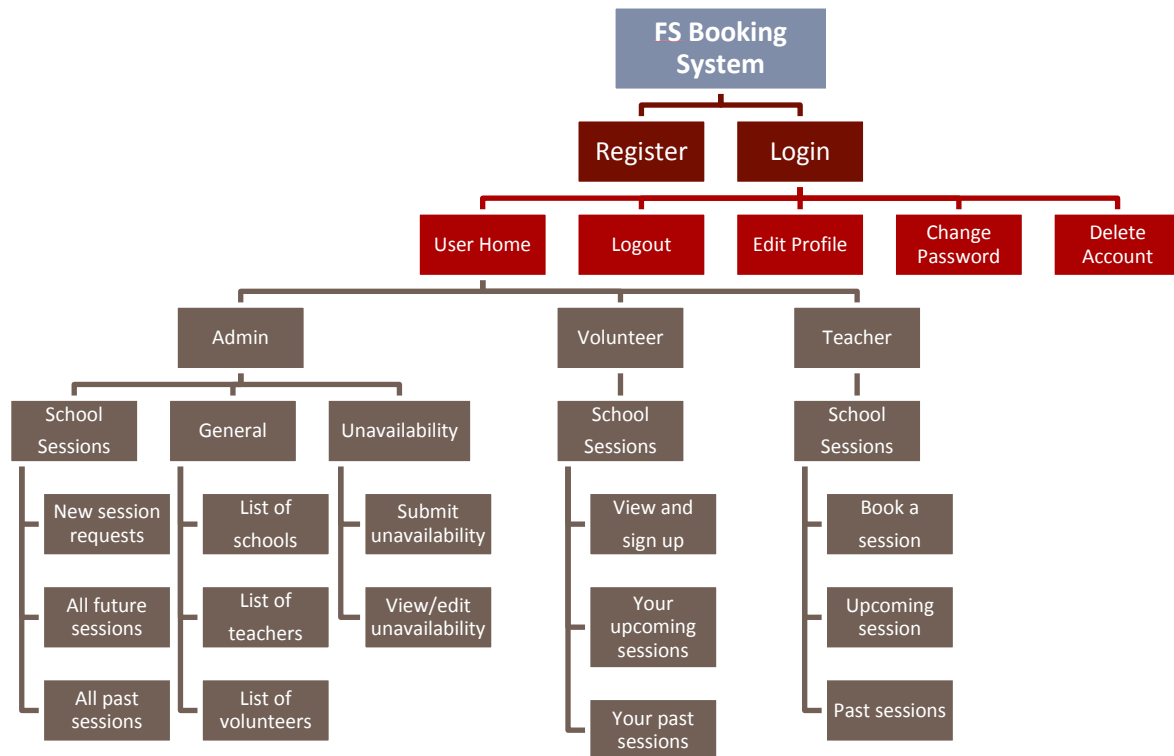 FS Booking
System
Register
Login
User Home
Logout
Edit Profile
Change
Password
Delete
Account
Admin
Volunteer
Teacher
School
Sessions
General
Unavailability
School
Sessions
School
Sessions
New session
requests
List of
schools
Submit
unavailability
View and
sign up
Book a
session
All future
sessions
List of
teachers
View/edit
unavailability
Your
upcoming
sessions
Upcoming
session
All past
sessions
List of
volunteers
Your past
sessions
Past sessions